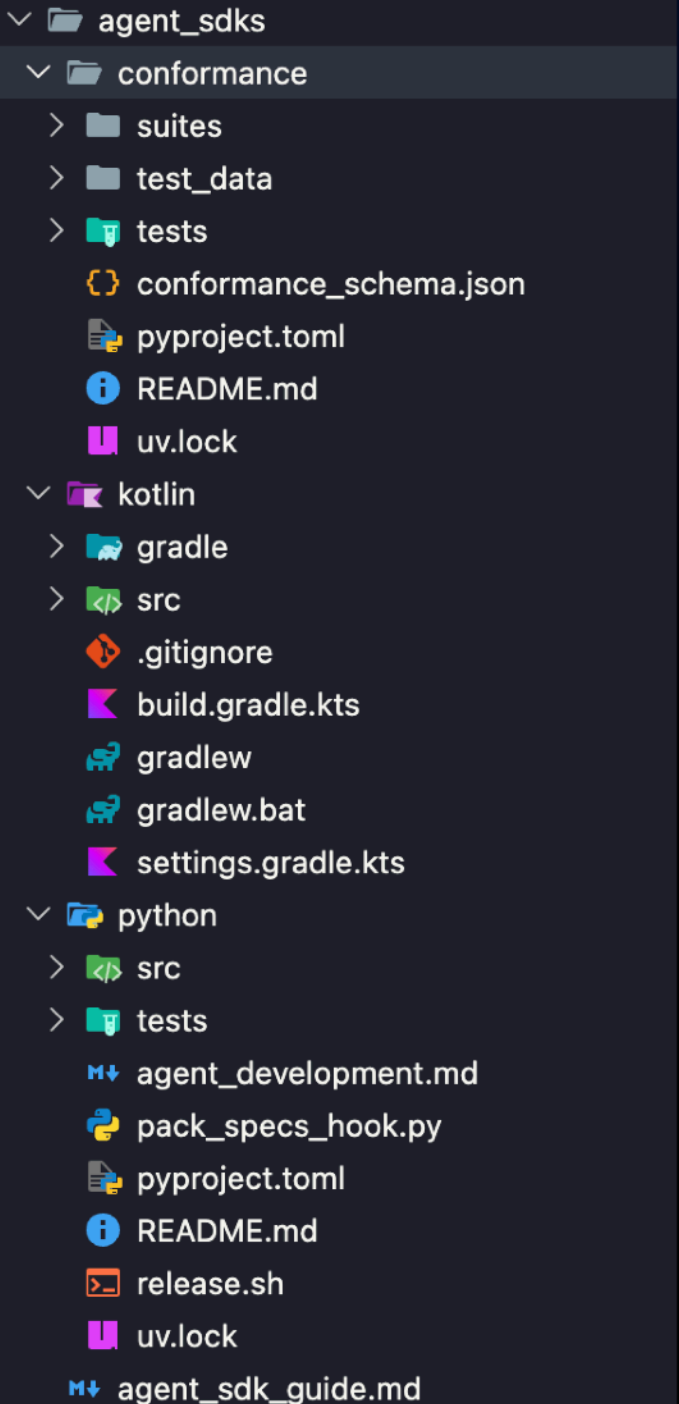 agent_sdks
conformance
suites
test_data
tests
conformance_schema.json
pyproject.toml
README.md
uv.lock
kotlin
gradle
src
.gitignore
build.gradle.kts
gradlew
gradlew.bat
settings.gradle.kts
python
src
tests
agent_development.md
pack_specs_hook.py
pyproject.toml
README.md
release.sh
uv.lock
agent_sdk_guide.md